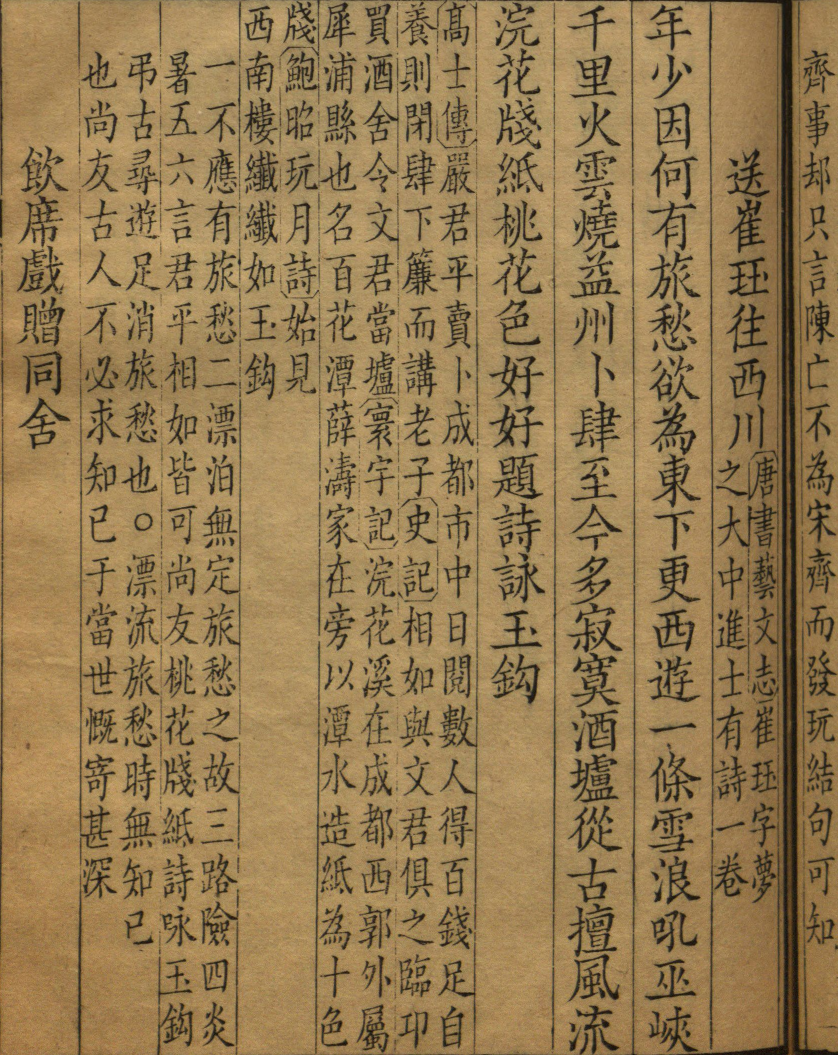 齊事却只言陳亡不為宋齊而發玩結句可知
送崔珏往西川
唐書藝文志崔珏字夢
之大中進士有詩一卷
年少因何有旅愁欲為東下更西遊一條雪浪吼巫峽
千里火雲燒益州卜肆至今多寂寞酒壚從古擅風流
浣花牋紙桃花色好好題詩詠玉鈎
髙士傳嚴君平賣卜成都市中日閱數人得百錢足自
養則閉肆下簾而講老子史記相如與文君俱之臨卭
買酒舍令文君當壚寰宇記浣花溪在成都西郭外屬
犀浦縣也名百花潭薛濤家在旁以潭水造紙為十色
牋鮑昭玩月詩始見
西南樓纖纖如玉鈎
一不應有旅愁二漂泊無定旅愁之故三路險四炎
暑五六言君平相如皆可尚友桃花牋紙詩咏玉鈎
弔古尋遊足消旅愁也○漂流旅愁時無知已
也尚友古人不必求知已于當世慨寄甚深
飲席戲贈同舍